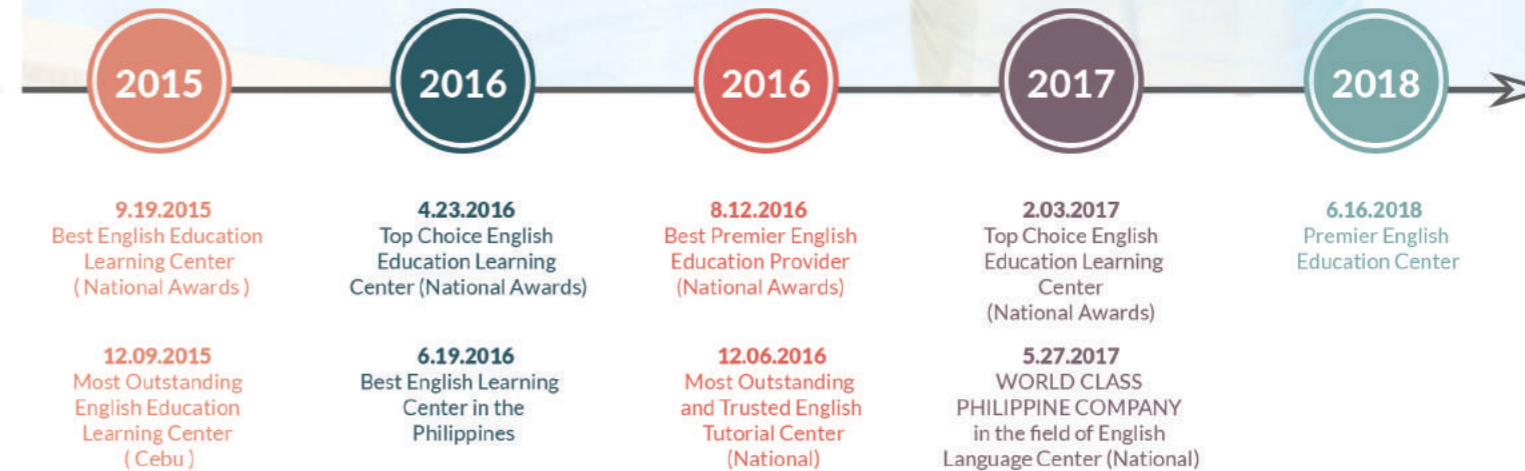 2015
2016
2016
2017
2018
9.19.2015
Best English Education
Learning Center
( National Awards )
12.09.2015
Most Outstanding
English Education
Learning Center
( Cebu )
4.23.2016
Top Choice English
Education Learning
Center (National Awards)
6.19.2016
Best English Learning
Center in the
Philippines
8.12.2016
Best Premier English
Education Provider
(National Awards)
12.06.2016
Most Outstanding
and Trusted English
Tutorial Center
(National)
2.03.2017
Top Choice English
Education Learning
Center
(National Awards)
5.27.2017
WORLD CLASS
PHILIPPINE COMPANY
in the field of English
Language Center (National)
6.16.2018
Premier English
Education Center